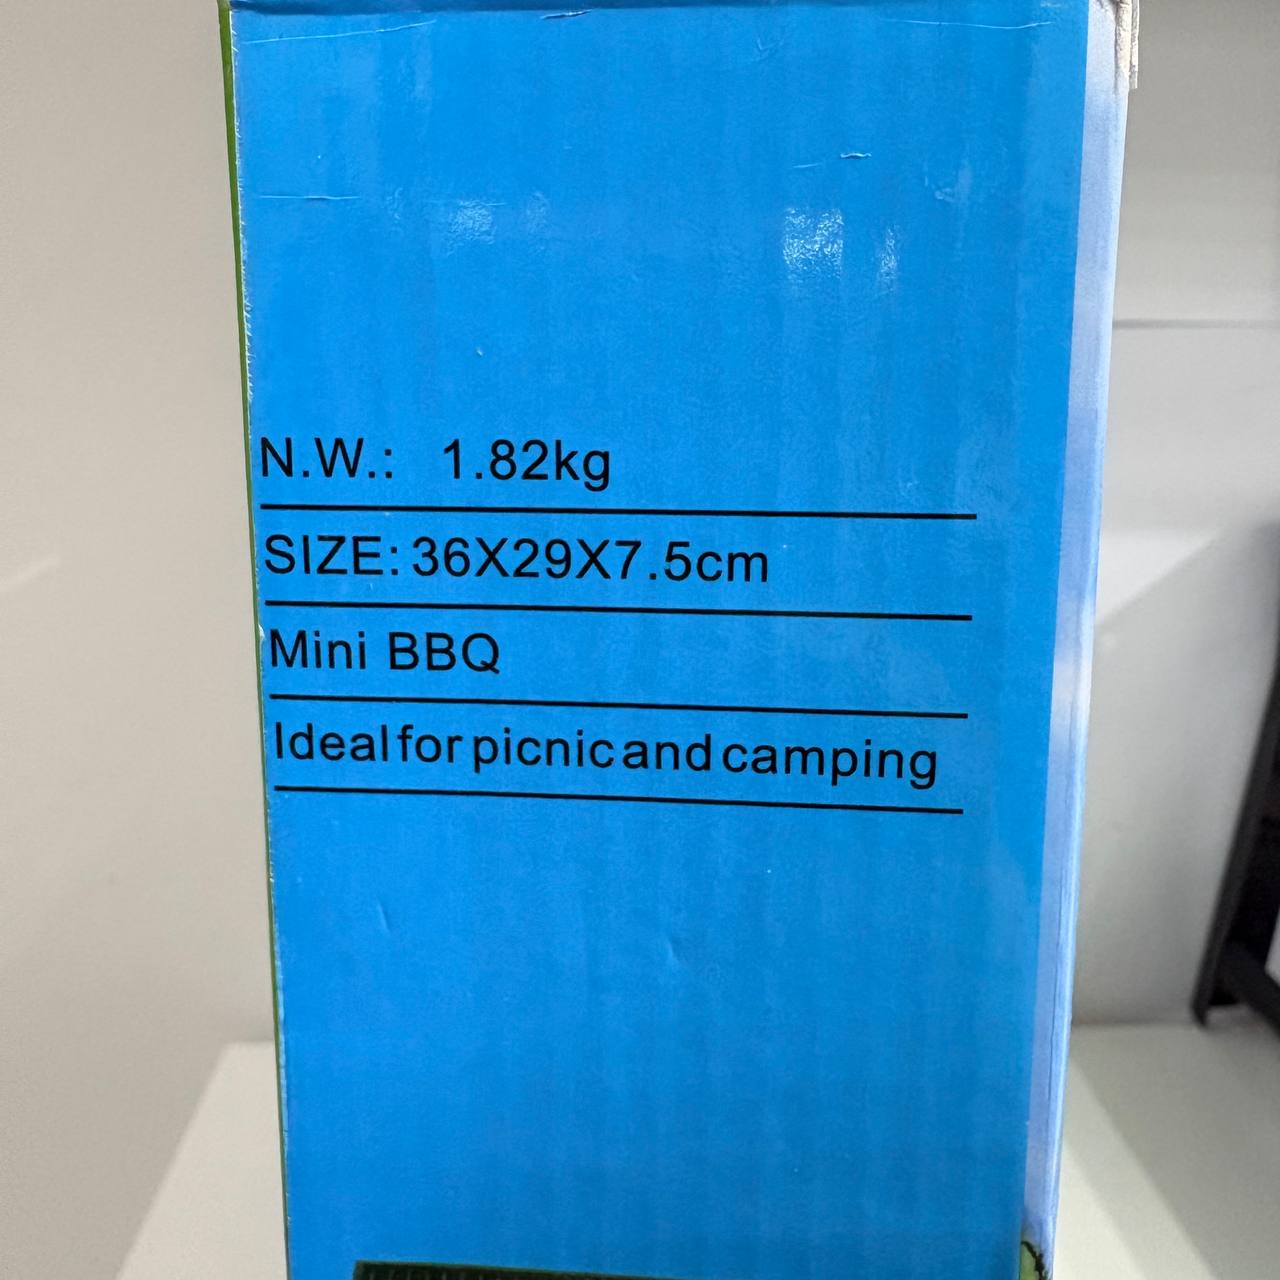 N.W.: 1.82kg
SIZE: 36X29X7.5cm
Mini BBQ
Ideal for picnic and camping